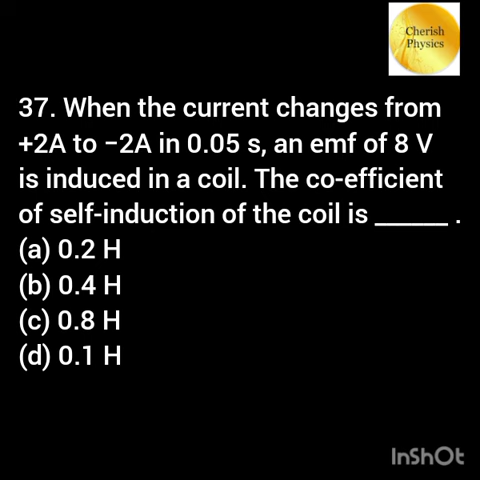 Cherish
Physics
37. When the current changes from
+2A to −2A in 0.05 s, an emf of 8 V
is induced in a coil. The co-efficient
of self-induction of the coil is ______ .
(a) 0.2 H
(b) 0.4 H
(c) 0.8 H
(d) 0.1 H
InShOt